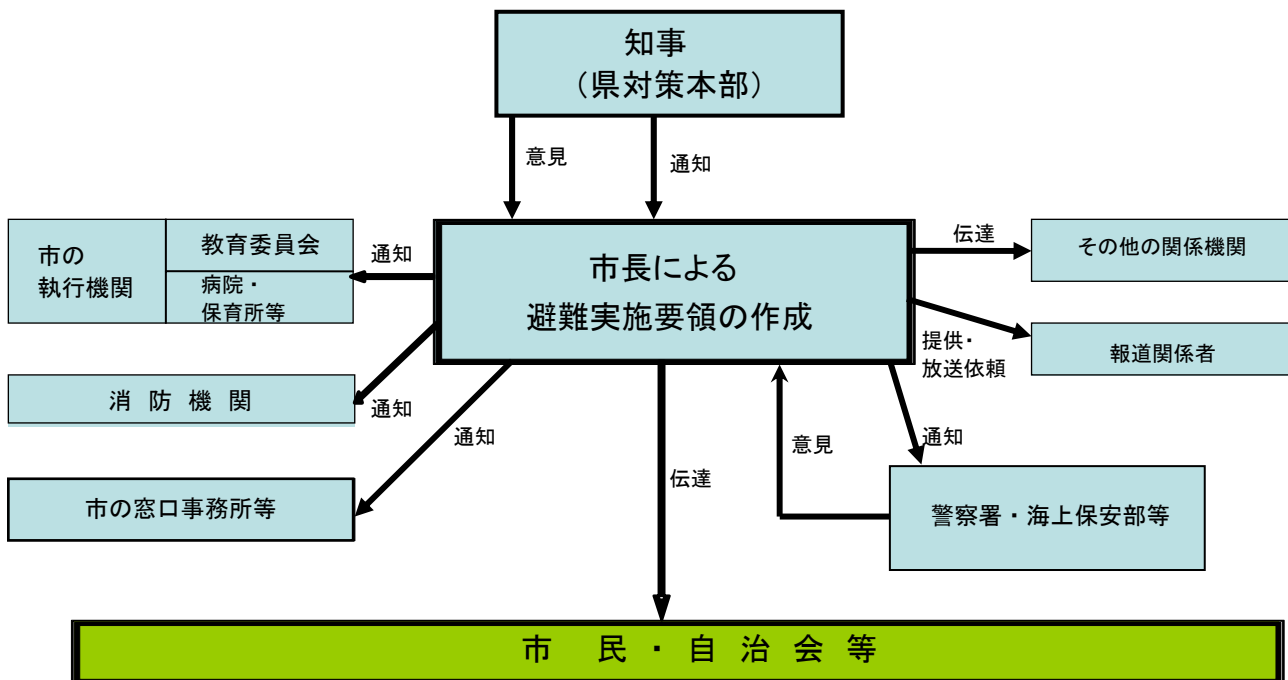 知事
（県対策本部）
意見
通知
市の
執行機関
教育委員会
病院・
保育所等
通知
市長による
避難実施要領の作成
伝達
その他の関係機関
提供・
放送依頼
報道関係者
消 防 機 関
通知
通知
意見
通知
市の窓口事務所等
伝達
警察署・海上保安部等
市 民 ・ 自 治 会 等